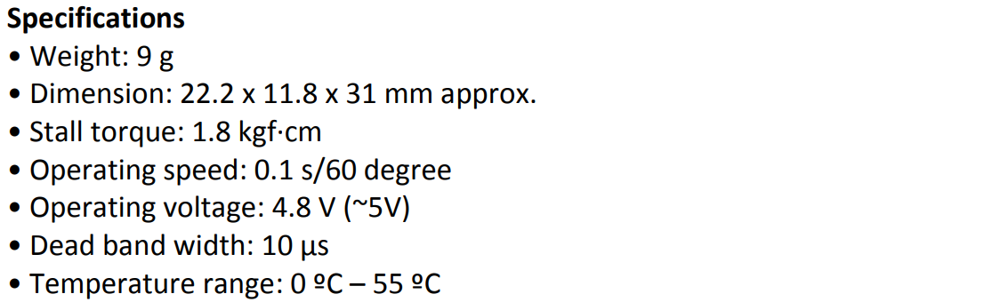 Specifications
• Weight: 9 g
• Dimension: 22.2 x 11.8 x 31 mm approx.
• Stall torque: 1.8 kgf·cm
• Operating speed: 0.1 s/60 degree
• Operating voltage: 4.8 V (~5V)
• Dead band width: 10 µs
• Temperature range: 0 ºC – 55 ºC